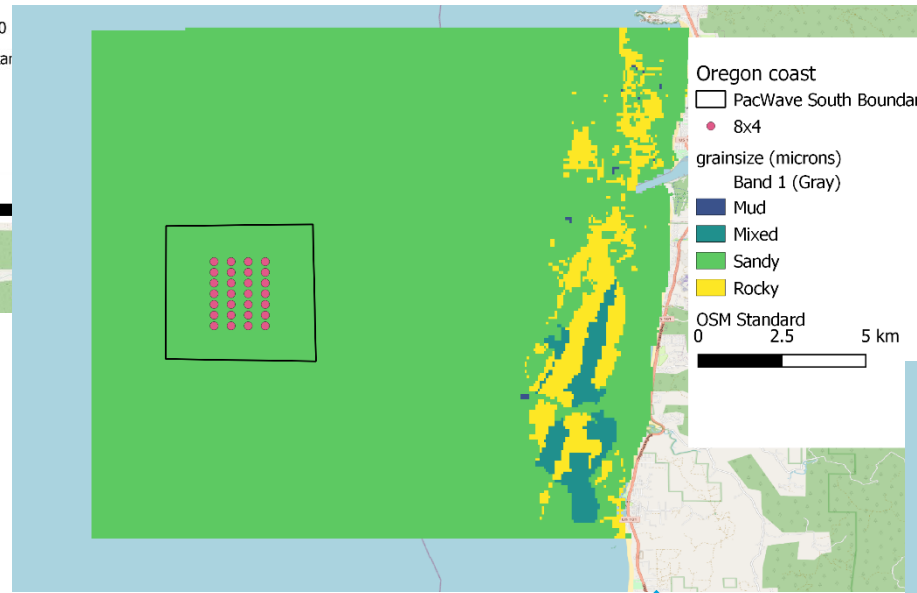 0
Oregon coast
PacWave South Boundar
8x4
grainsize (microns)
Band 1 (Gray)
Mud
Mixed
Sandy
Rocky
OSM Standard
0 2.5 5 km